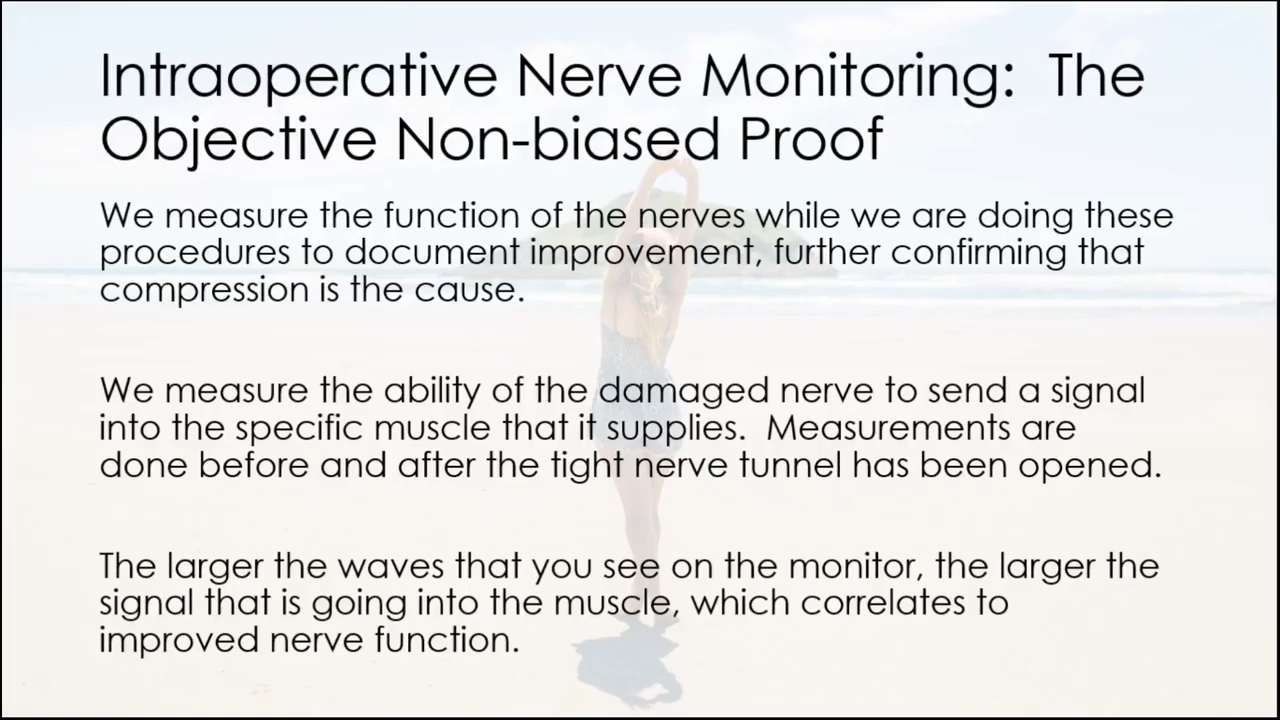 Intraoperative Nerve Monitoring:  The
Objective Non-biased Proof
We measure the function of the nerves while we are doing these
procedures to document improvement, further confirming that
compression is the cause.
We measure the ability of the damaged nerve to send a signal
into the specific muscle that it supplies.  Measurements are
done before and after the tight nerve tunnel has been opened.
The larger the waves that you see on the monitor, the larger the
signal that is going into the muscle, which correlates to
improved nerve function.